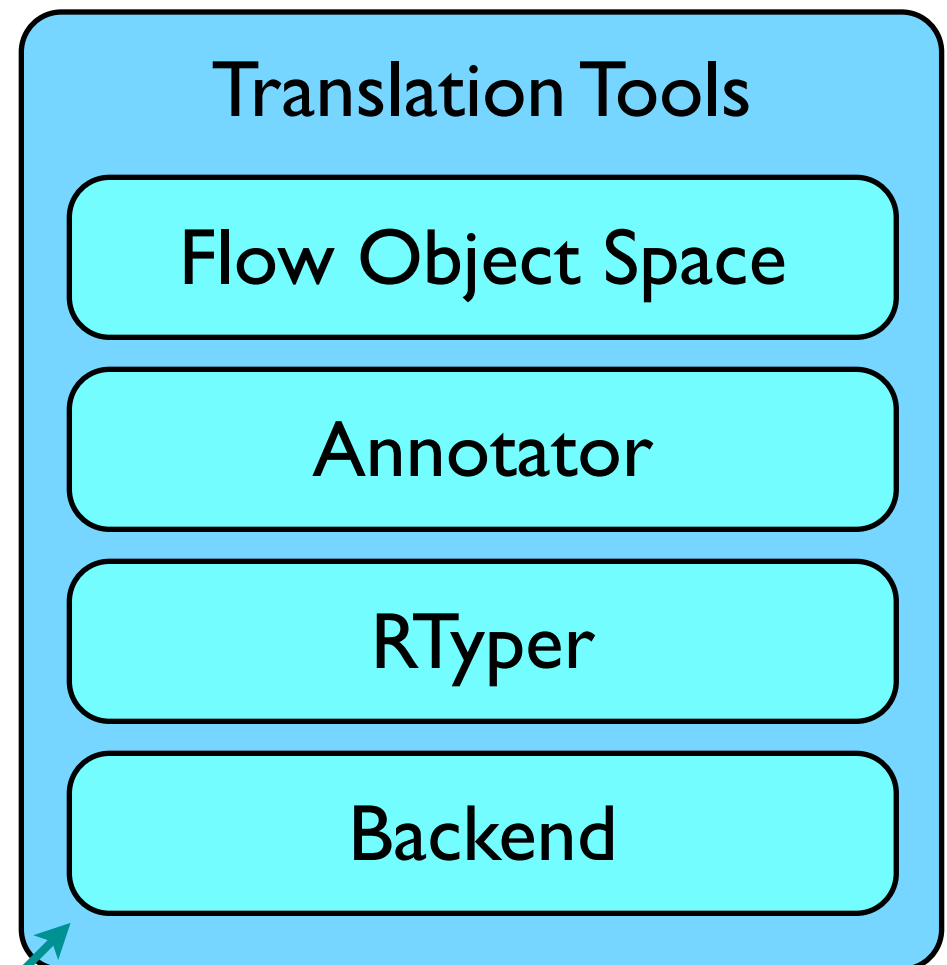 Translation Tools
Flow Object Space
Annotator
RTyper
Backend